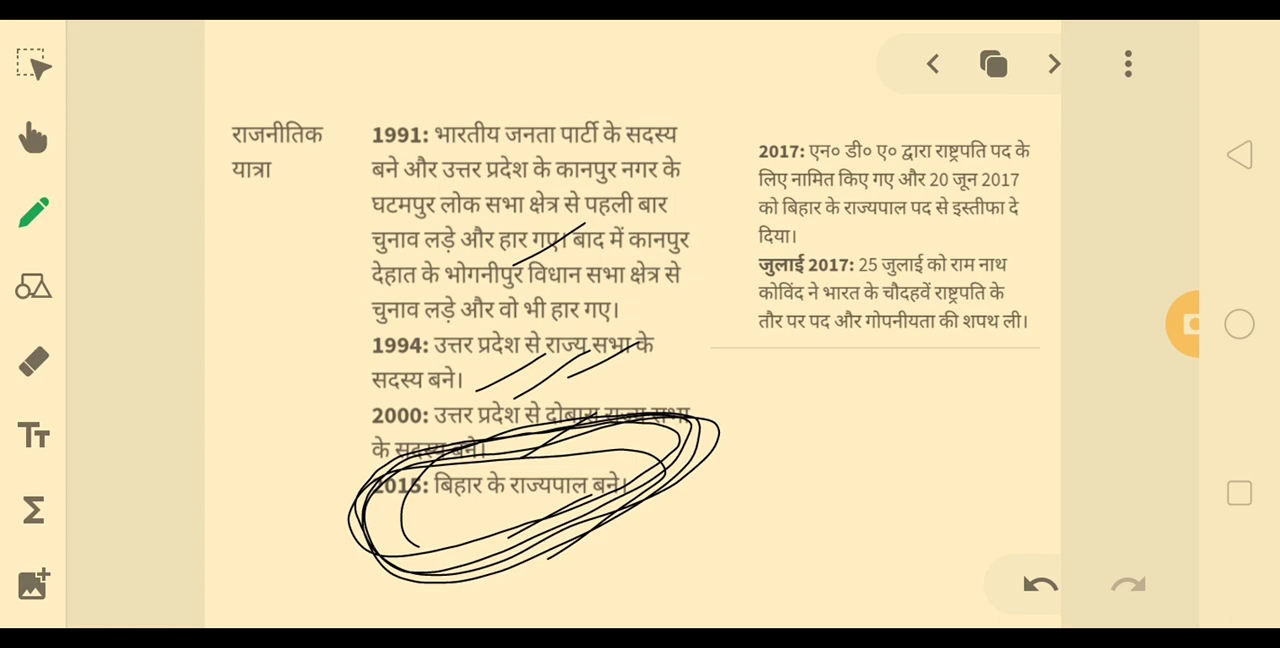 राजनीतिक
यात्रा
1991: भारतीय जनता पार्टी के सदस्य
बने और उत्तर प्रदेश के कानपुर नगर के
घटमपुर लोक सभा क्षेत्र से पहली बार
चुनाव लड़े और हार गए। बाद में कानपुर
देहात के भोगनीपुर विधान सभा क्षेत्र से
चुनाव लड़े और वो भी हार गए।
1994: उत्तर प्रदेश से राज्य सभा के
सदस्य बने।
2000: उत्तर प्रदेश से दोबारा राज्य सभा
के सदस्य बने।
2015: बिहार के राज्यपाल बने।
2017: एन० डी० ए० द्वारा राष्ट्रपति पद के
लिए नामित किए गए और 20 जून 2017
को बिहार के राज्यपाल पद से इस्तीफा दे
दिया।
जुलाई 2017: 25 जुलाई को राम नाथ
कोविंद ने भारत के चौदहवें राष्ट्रपति के
तौर पर पद और गोपनीयता की शपथ ली।